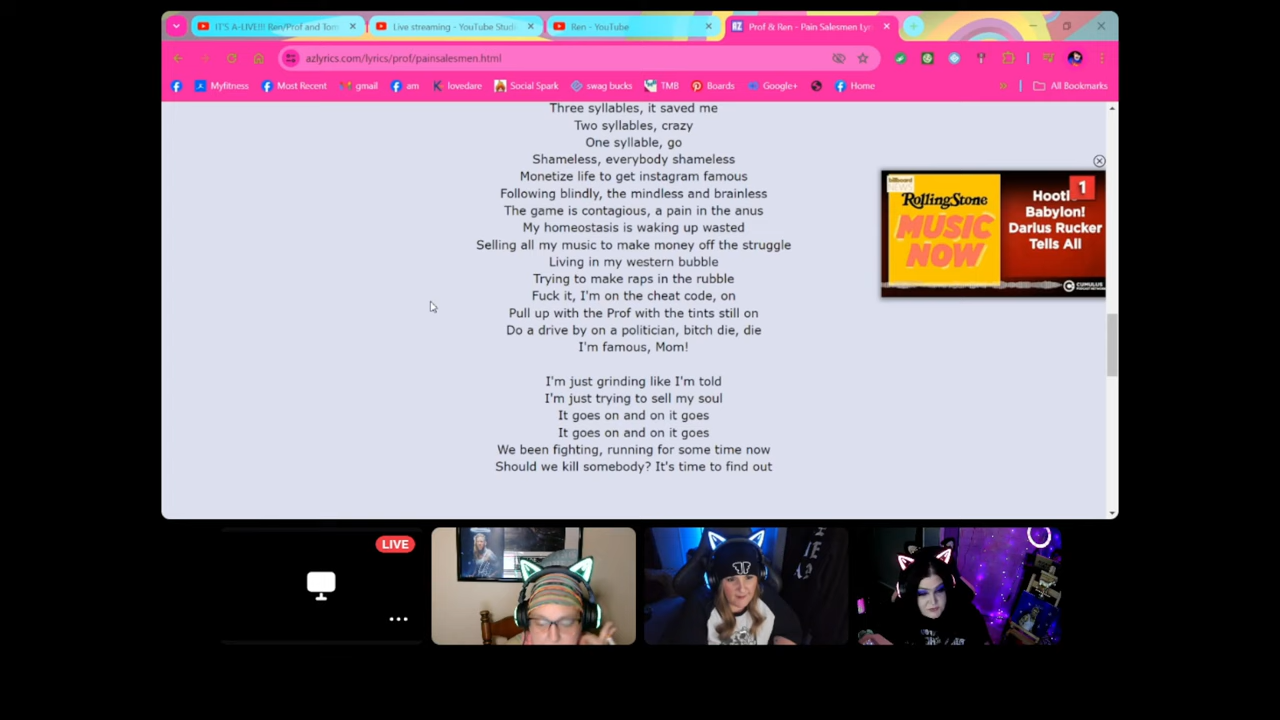 IT'S A-LIVE!!! Ren/Prof and Tom
Live streaming - YouTube Studi
Ren - YouTube
Prof & Ren - Pain Salesmen Lyr
azlyrics.com/lyrics/prof/painsalesmen.html
Myfitness
Most Recent
gmail
am
lovedare
Social Spark
swag bucks
TMB
Boards
Google+
Home
»
All Bookmarks
Three syllables, it saved me
Two syllables, crazy
One syllable, go
Shameless, everybody shameless
Monetize life to get instagram famous
Following blindly, the mindless and brainless
The game is contagious, a pain in the anus
My homeostasis is waking up wasted
Selling all my music to make money off the struggle
Living in my western bubble
Trying to make raps in the rubble
Fuck it, I'm on the cheat code, on
Pull up with the Prof with the tints still on
Do a drive by on a politician, bitch die, die
I'm famous, Mom!
I'm just grinding like I'm told
I'm just trying to sell my soul
It goes on and on it goes
It goes on and on it goes
We been fighting, running for some time now
Should we kill somebody? It's time to find out
billboard
NEWS
RollingStone
MUSIC
NOW
Hooti
1
Babylon!
Darius Rucker
Tells All
CUMULUS
LIVE